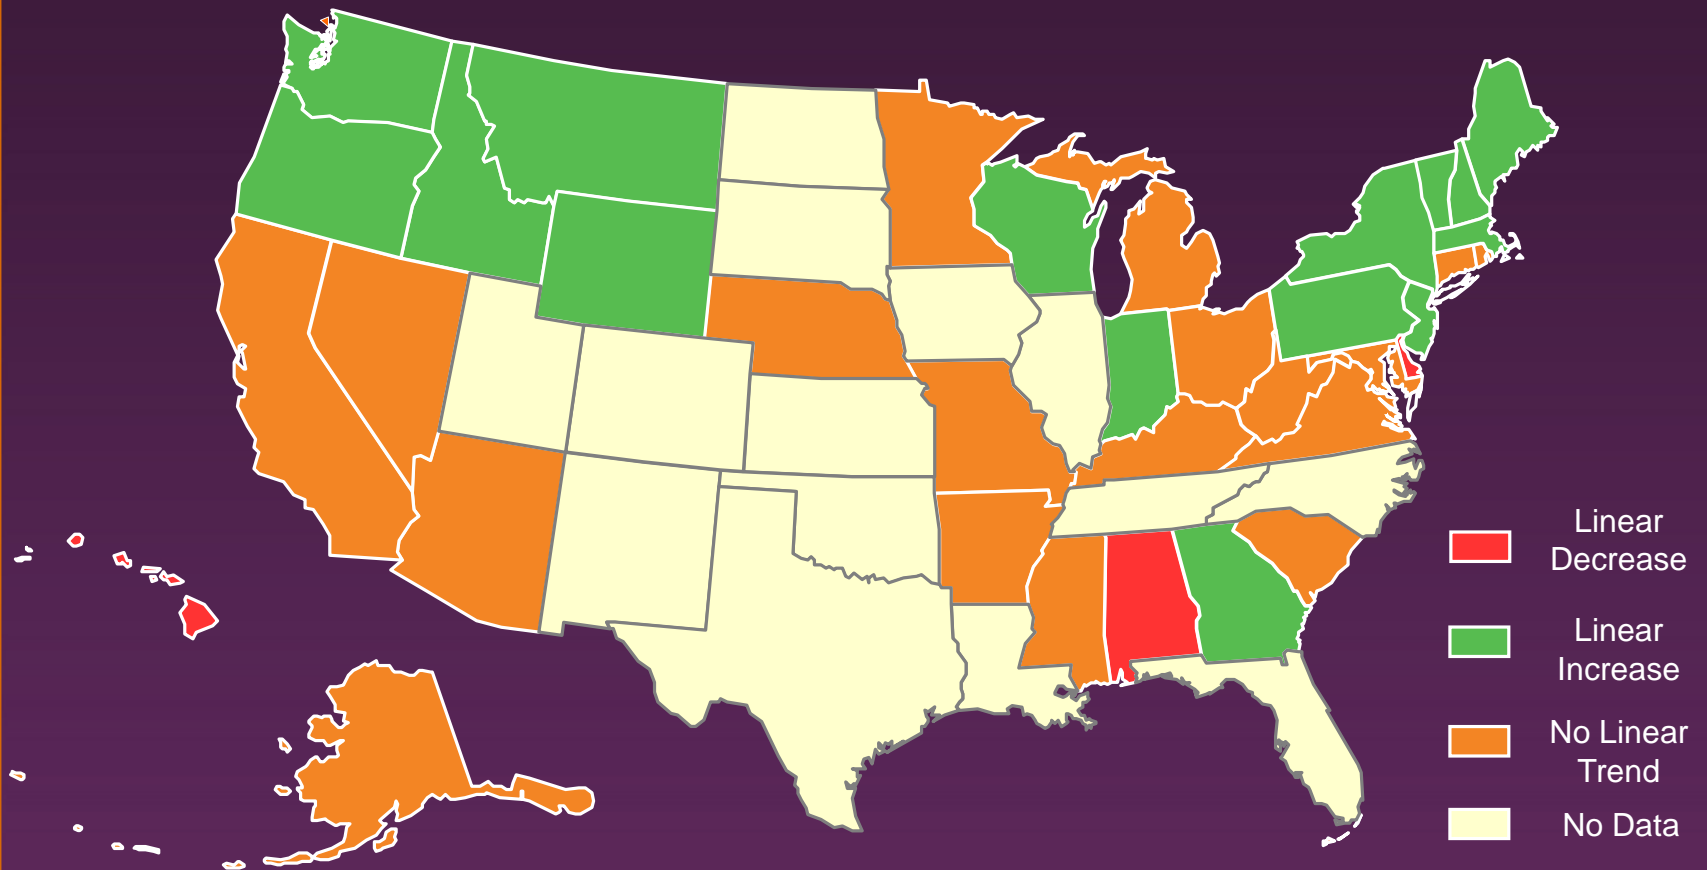 Linear
Decrease
Linear
Increase
No Linear
Trend
No Data